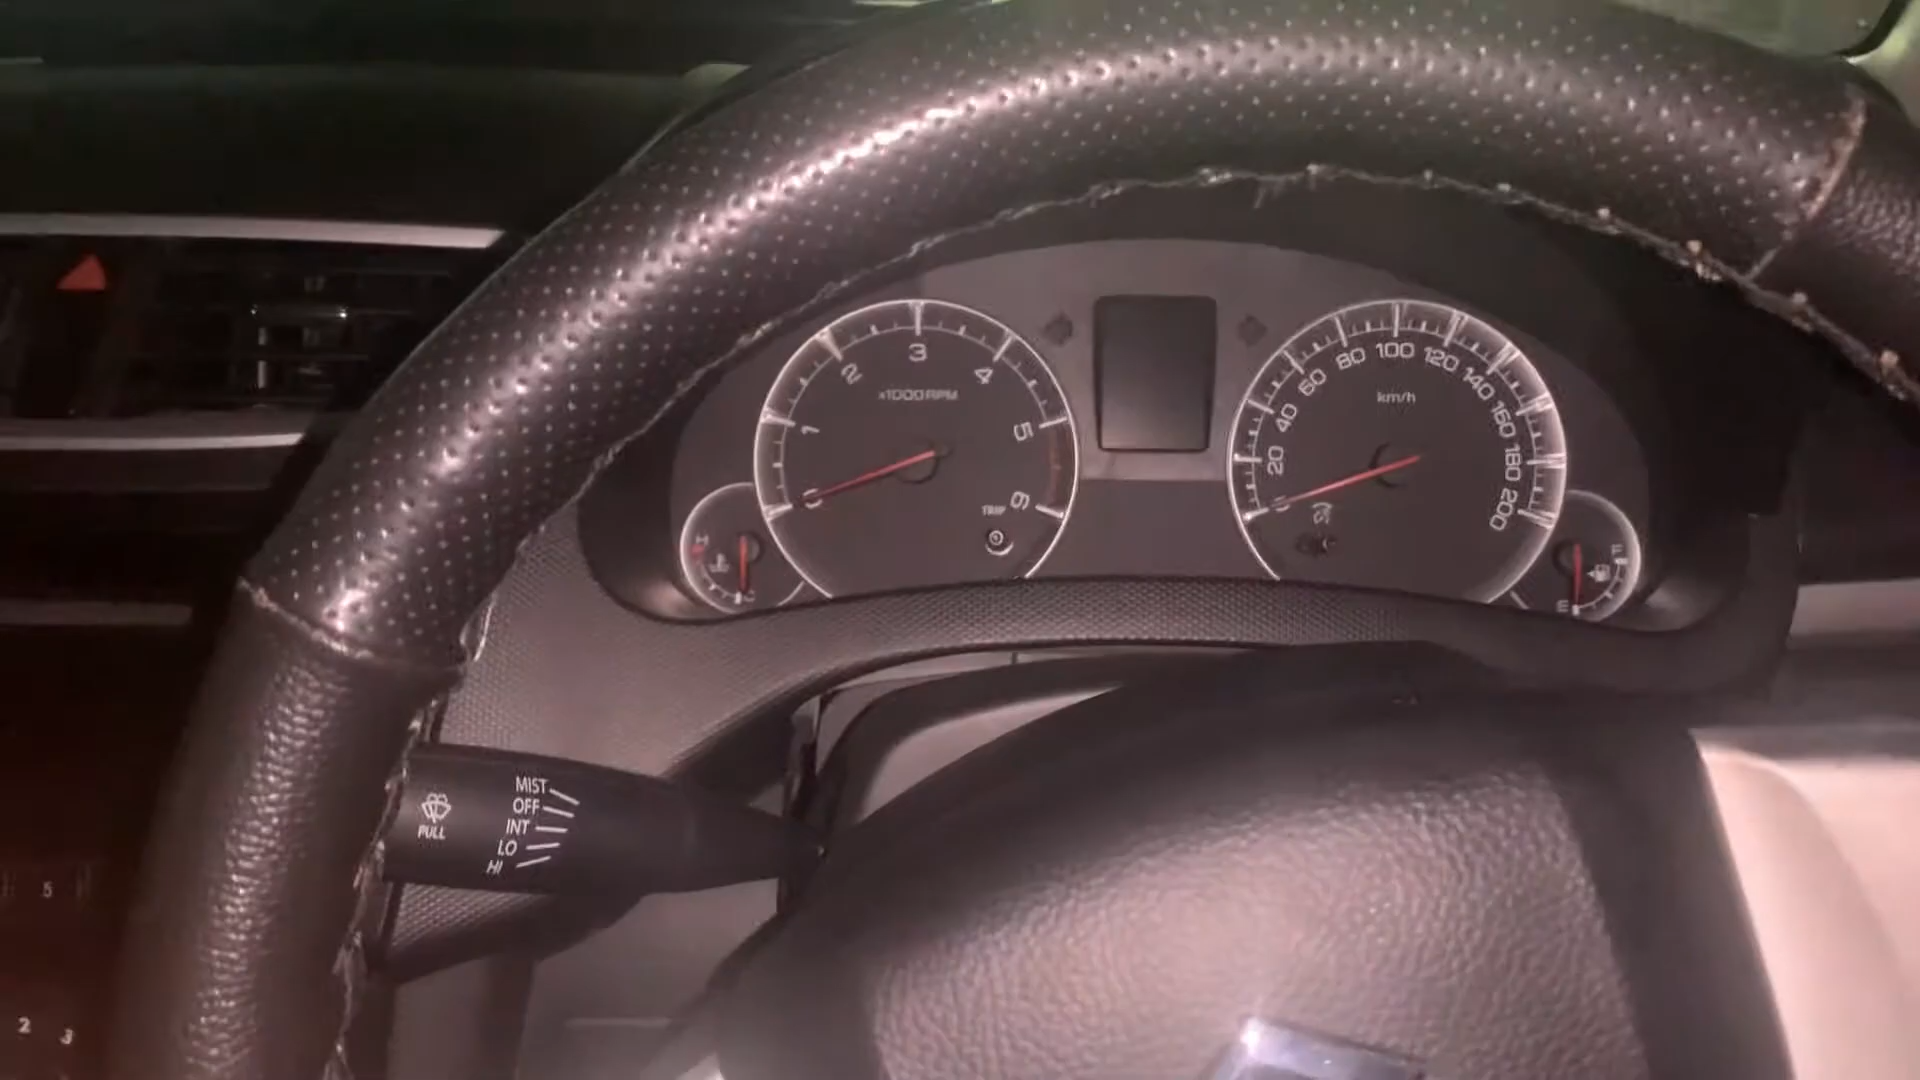 0 1 2 3 4 5 6
x1000 RPM
TRIP
H
C
20 40 60 80 100 120 140 160 180 200
km/h
F
E
MIST
OFF
INT
LO
HI
PULL
5
2 3